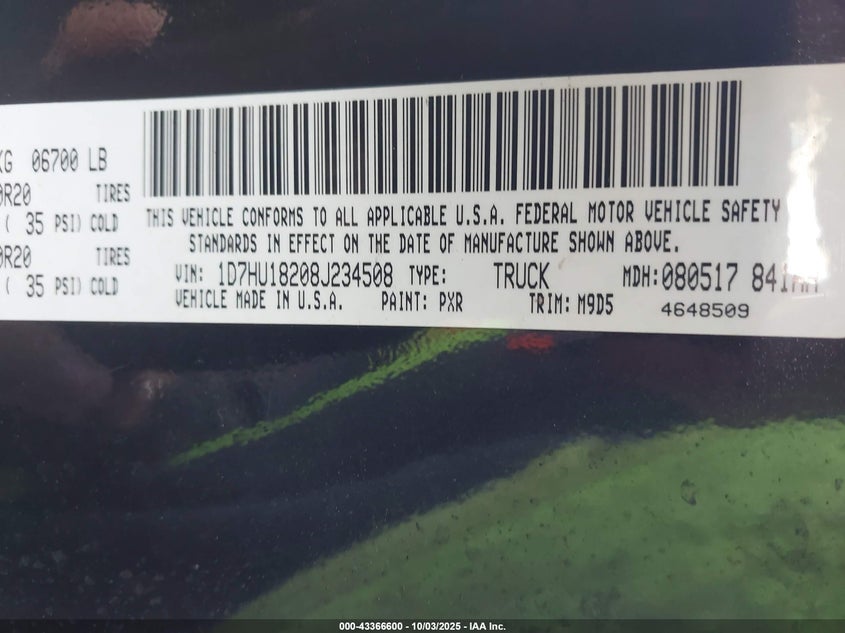 KG 06700 LB
0R20 TIRES
( 35 PSI) COLD
0R20 TIRES
( 35 PSI) COLD
THIS VEHICLE CONFORMS TO ALL APPLICABLE U.S.A. FEDERAL MOTOR VEHICLE SAFETY
STANDARDS IN EFFECT ON THE DATE OF MANUFACTURE SHOWN ABOVE.
VIN: 1D7HU18208J234508 TYPE: TRUCK MDH: 080517 841
VEHICLE MADE IN U.S.A. PAINT: PXR TRIM: M9D5 4648509
000-43366600 - 10/03/2025 - IAA Inc.